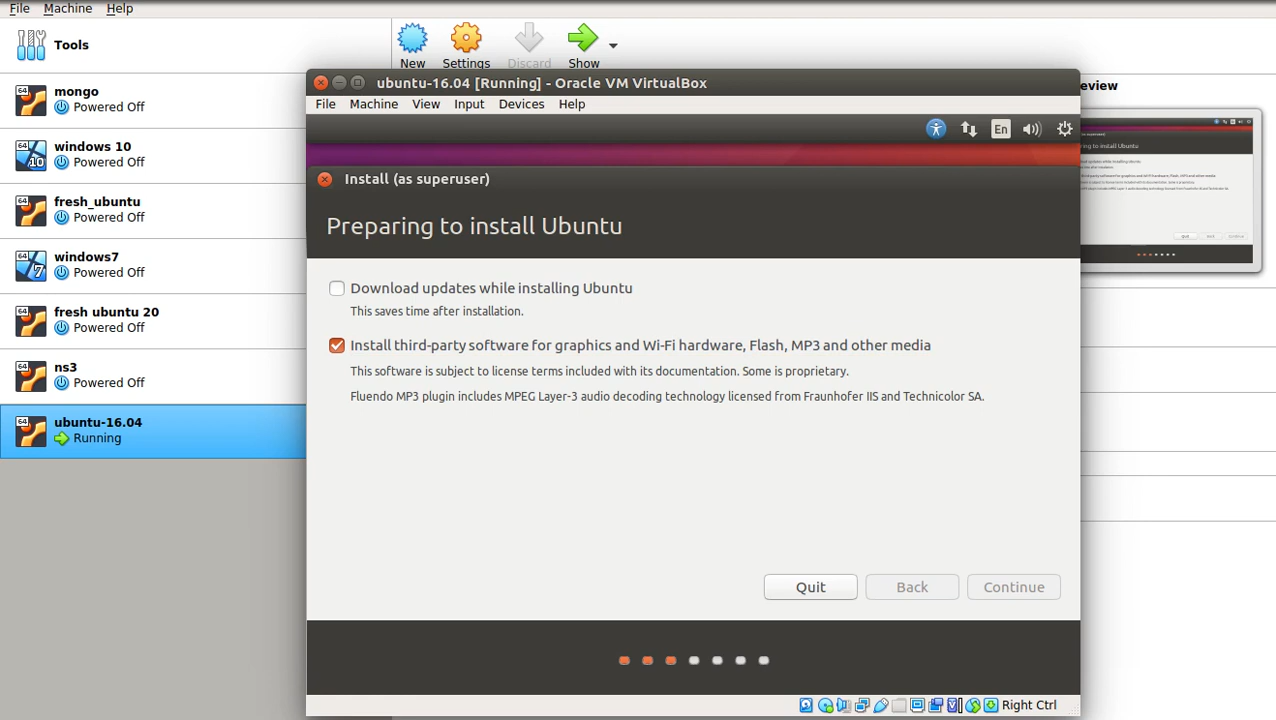 File Machine Help
Tools
New Settings Discard Show
mongo
Powered Off
windows 10
Powered Off
fresh_ubuntu
Powered Off
windows7
Powered Off
fresh ubuntu 20
Powered Off
ns3
Powered Off
ubuntu-16.04
Running
eview
ubuntu-16.04 [Running] - Oracle VM VirtualBox
File Machine View Input Devices Help
En
Install (as superuser)
Preparing to install Ubuntu
Download updates while installing Ubuntu
This saves time after installation.
Install third-party software for graphics and Wi-Fi hardware, Flash, MP3 and other media
This software is subject to license terms included with its documentation. Some is proprietary.
Fluendo MP3 plugin includes MPEG Layer-3 audio decoding technology licensed from Fraunhofer IIS and Technicolor SA.
Quit Back Continue
Right Ctrl